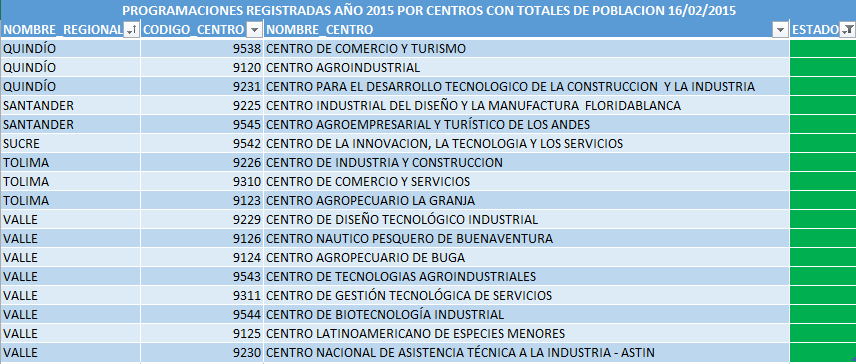 PROGRAMACIONES REGISTRADAS AÑO 2015 POR CENTROS CON TOTALES DE POBLACION 16/02/2015
NOMBRE_REGIONAL CODIGO_CENTRO NOMBRE_CENTRO ESTADO
QUINDÍO 9538 CENTRO DE COMERCIO Y TURISMO
QUINDÍO 9120 CENTRO AGROINDUSTRIAL
QUINDÍO 9231 CENTRO PARA EL DESARROLLO TECNOLOGICO DE LA CONSTRUCCION Y LA INDUSTRIA
SANTANDER 9225 CENTRO INDUSTRIAL DEL DISEÑO Y LA MANUFACTURA FLORIDABLANCA
SANTANDER 9545 CENTRO AGROEMPRESARIAL Y TURÍSTICO DE LOS ANDES
SUCRE 9542 CENTRO DE LA INNOVACION, LA TECNOLOGIA Y LOS SERVICIOS
TOLIMA 9226 CENTRO DE INDUSTRIA Y CONSTRUCCION
TOLIMA 9310 CENTRO DE COMERCIO Y SERVICIOS
TOLIMA 9123 CENTRO AGROPECUARIO LA GRANJA
VALLE 9229 CENTRO DE DISEÑO TECNOLÓGICO INDUSTRIAL
VALLE 9126 CENTRO NAUTICO PESQUERO DE BUENAVENTURA
VALLE 9124 CENTRO AGROPECUARIO DE BUGA
VALLE 9543 CENTRO DE TECNOLOGIAS AGROINDUSTRIALES
VALLE 9311 CENTRO DE GESTIÓN TECNOLÓGICA DE SERVICIOS
VALLE 9544 CENTRO DE BIOTECNOLOGÍA INDUSTRIAL
VALLE 9125 CENTRO LATINOAMERICANO DE ESPECIES MENORES
VALLE 9230 CENTRO NACIONAL DE ASISTENCIA TÉCNICA A LA INDUSTRIA - ASTIN